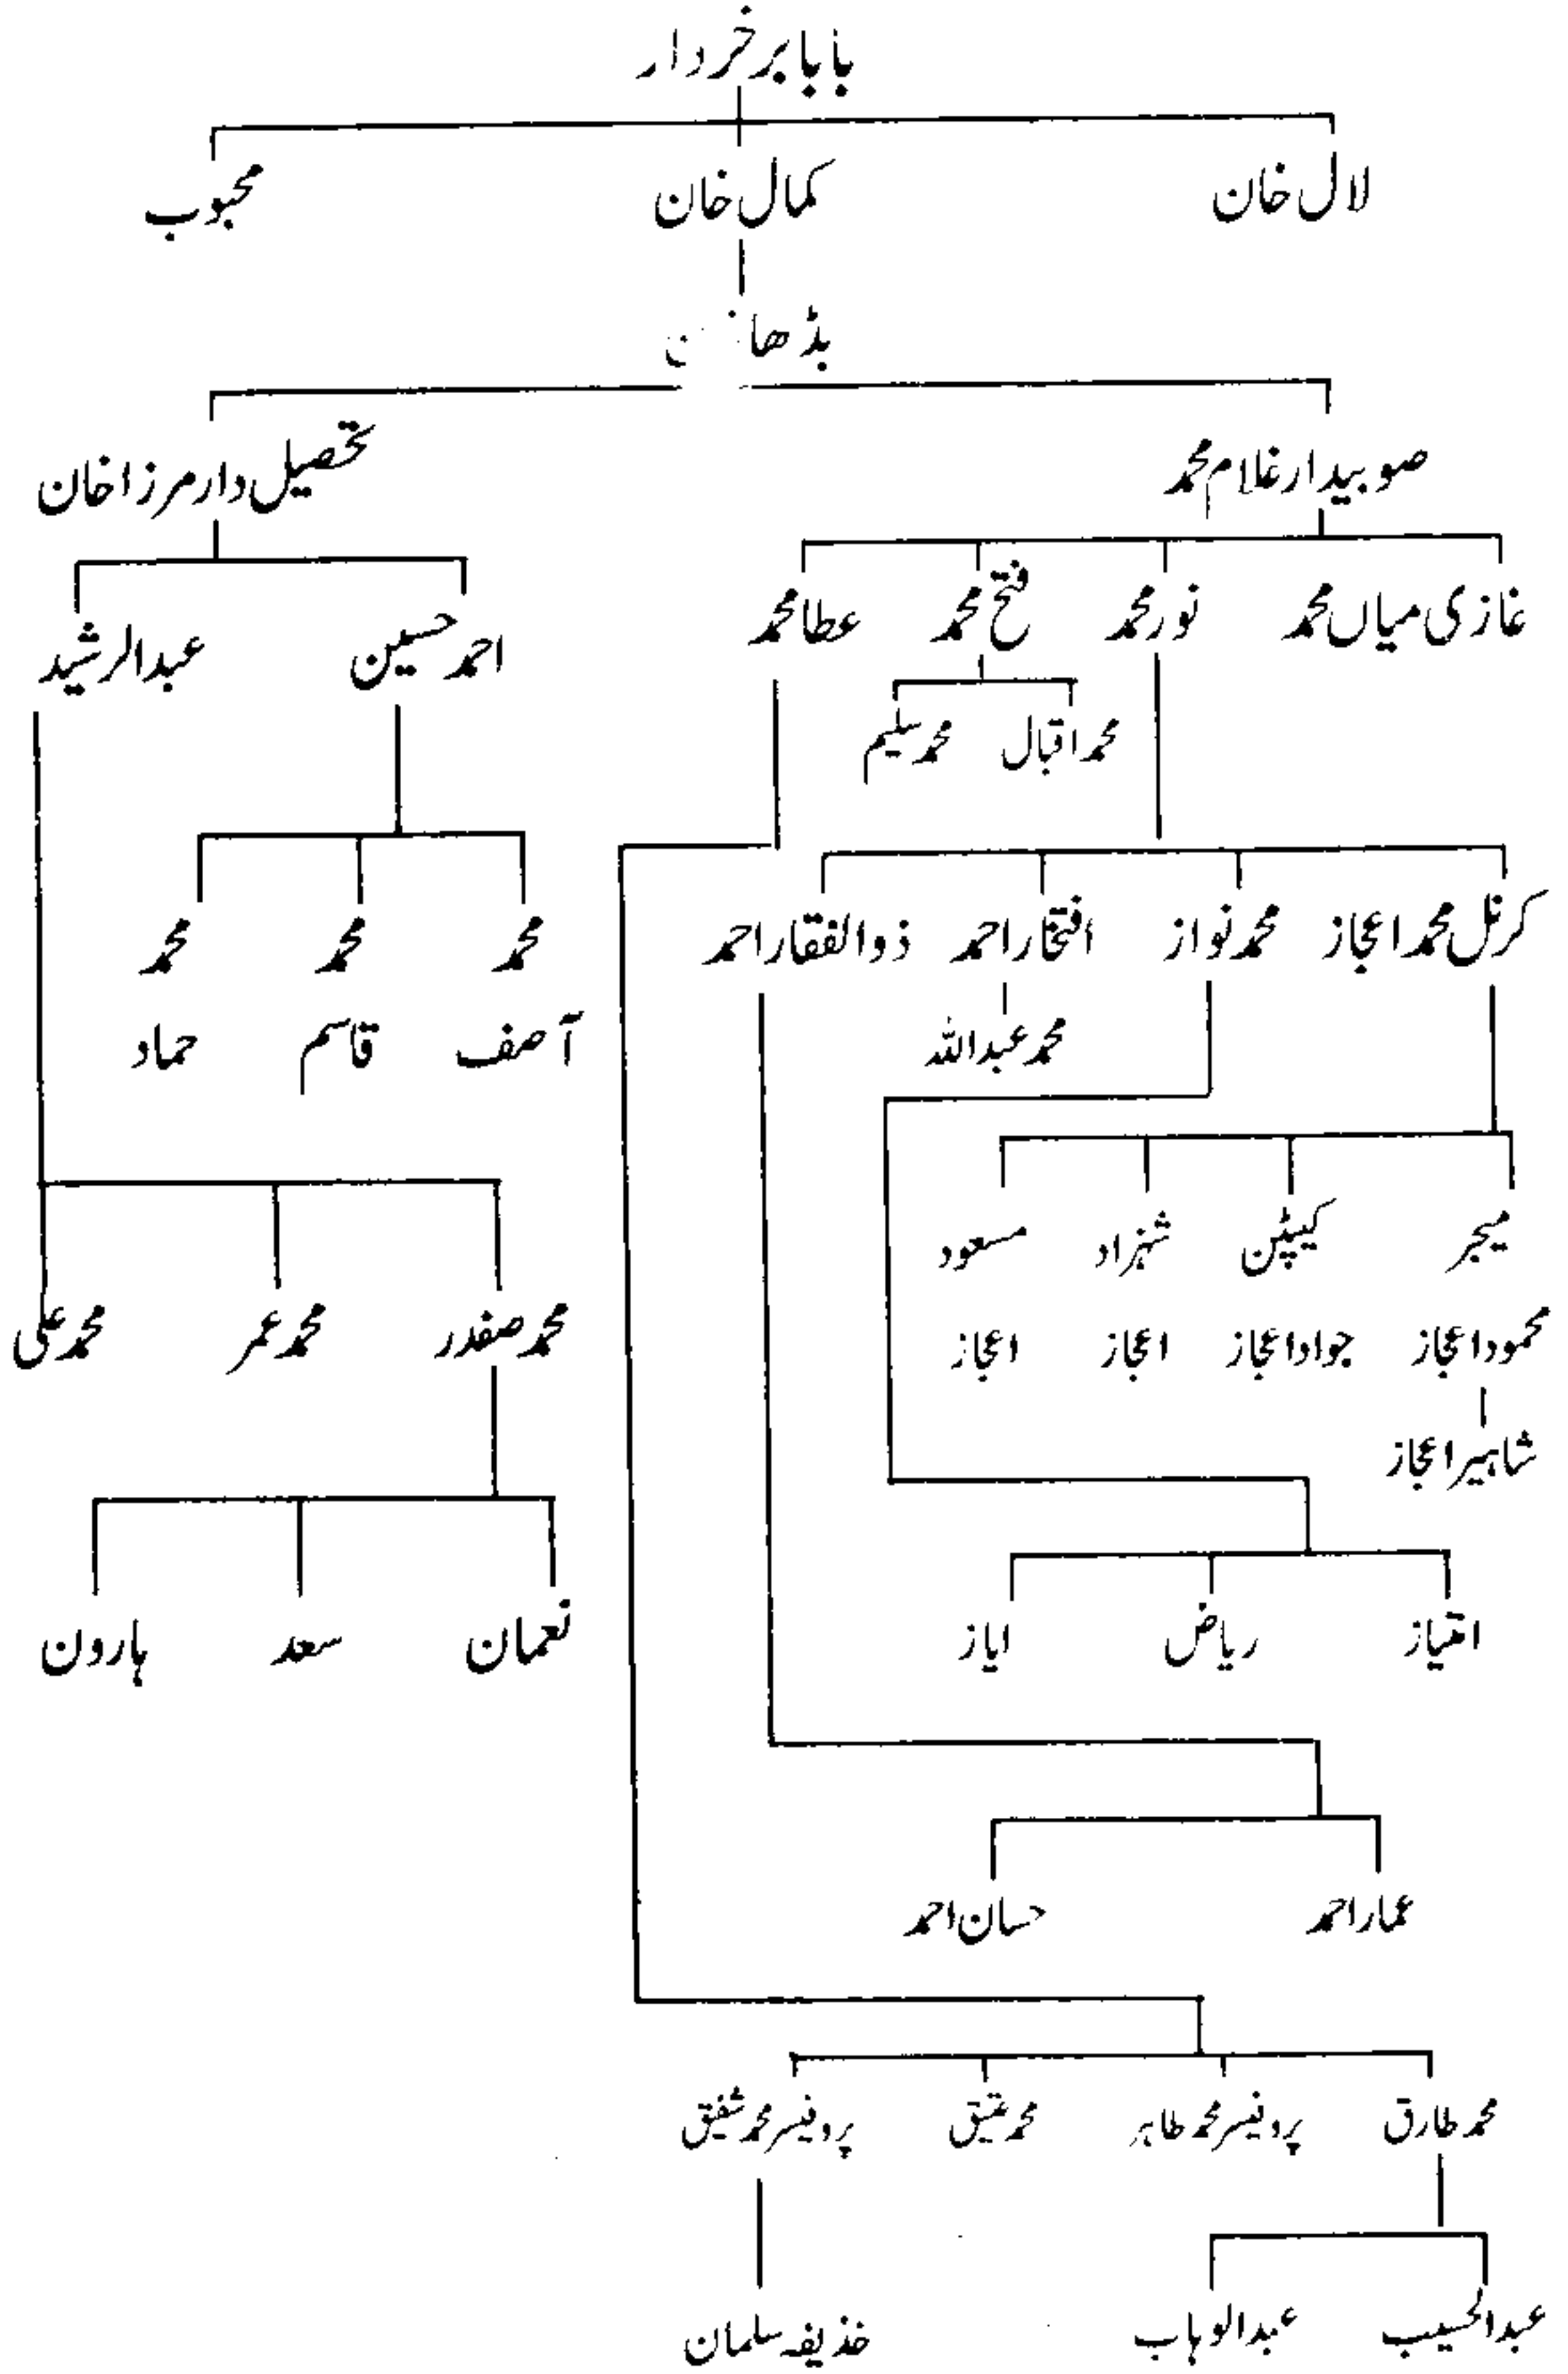 بابا برخردار
لال خان کمال خان محبوب
بڈھا
صوبیدار غلام محمد تحصیل دار مرزا خان
غازی میاں محمد نور محمد فتح محمد عطا محمد
احمد حسین عبدالرشید
محمد اقبال محمد سلیم
کرنل محمد اعجاز محمد نواز افتخار احمد ذوالفقار احمد
محمد محمد محمد
آصف قاسم حماد
محمد عبداللہ
میجر کیپٹن شہزاد مسعود
محمود اعجاز جواد اعجاز اعجاز اعجاز
محمد صفدر محمد عمر محمد علی
شاہیر اعجاز
امتیاز ریاض ایاز
نعمان سعد ہارون
عمار احمد حسان احمد
محمد طارق پروفیسر محمد طاہر محمد عتیق پروفیسر محمد شفیق
عبدالحسیب عبدالوہاب خذیفہ سلمان